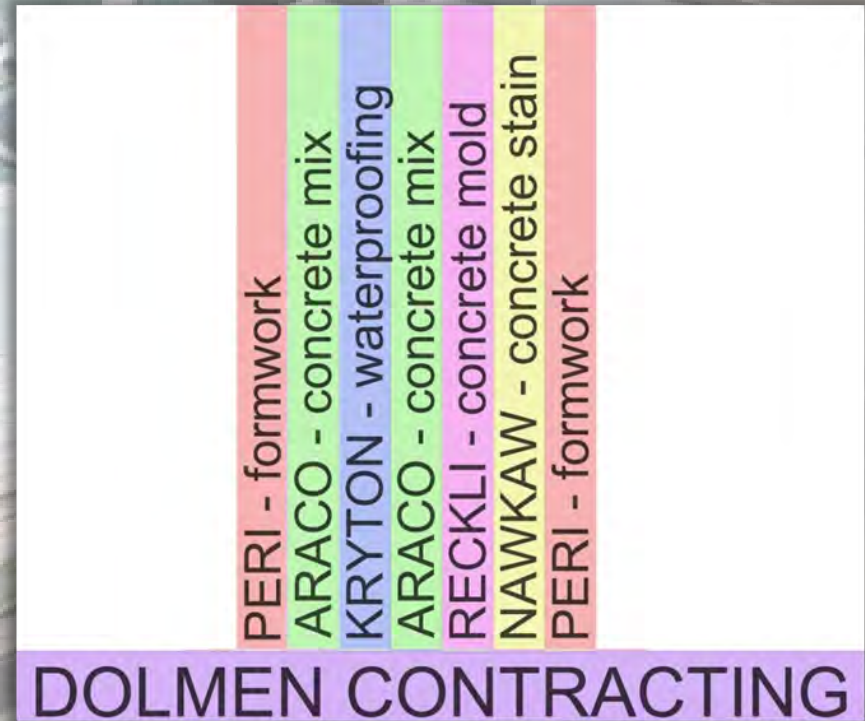 PERI - formwork
ARACO - concrete mix
KRYTON - waterproofing
ARACO - concrete mix
RECKLI - concrete mold
NAWKAW - concrete stain
PERI - formwork
DOLMEN CONTRACTING